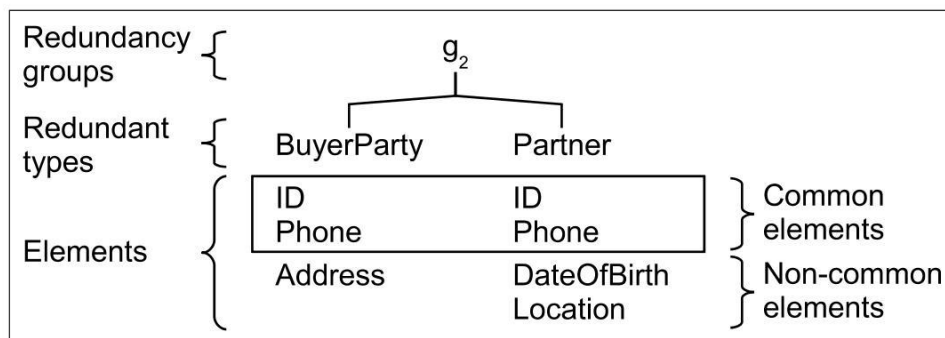 Redundancy
groups
g2
Redundant
types
BuyerParty Partner
Elements
ID ID
Phone Phone
Common
elements
Address DateOfBirth
Location
Non-common
elements